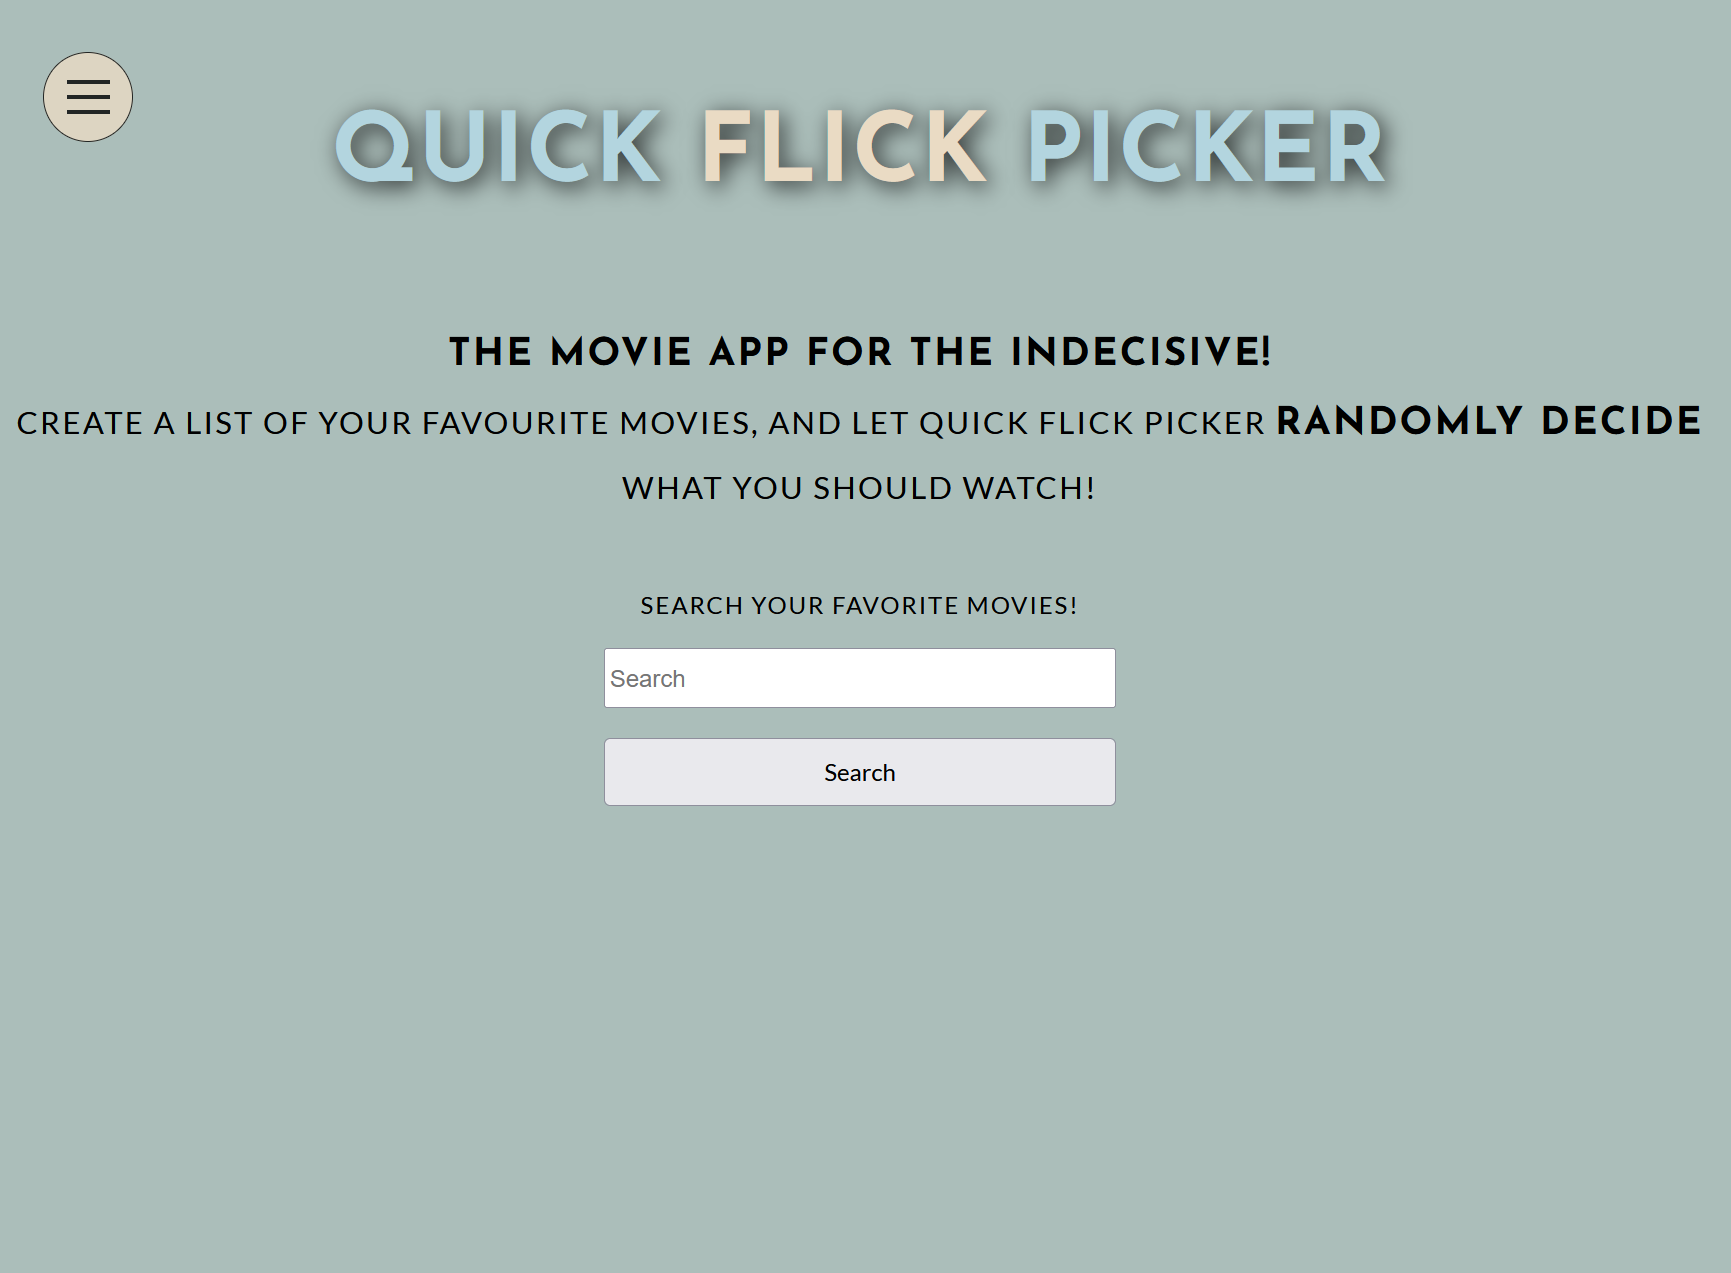 QUICK FLICK PICKER
THE MOVIE APP FOR THE INDECISIVE!
CREATE A LIST OF YOUR FAVOURITE MOVIES, AND LET QUICK FLICK PICKER RANDOMLY DECIDE
WHAT YOU SHOULD WATCH!
SEARCH YOUR FAVORITE MOVIES!
Search
Search